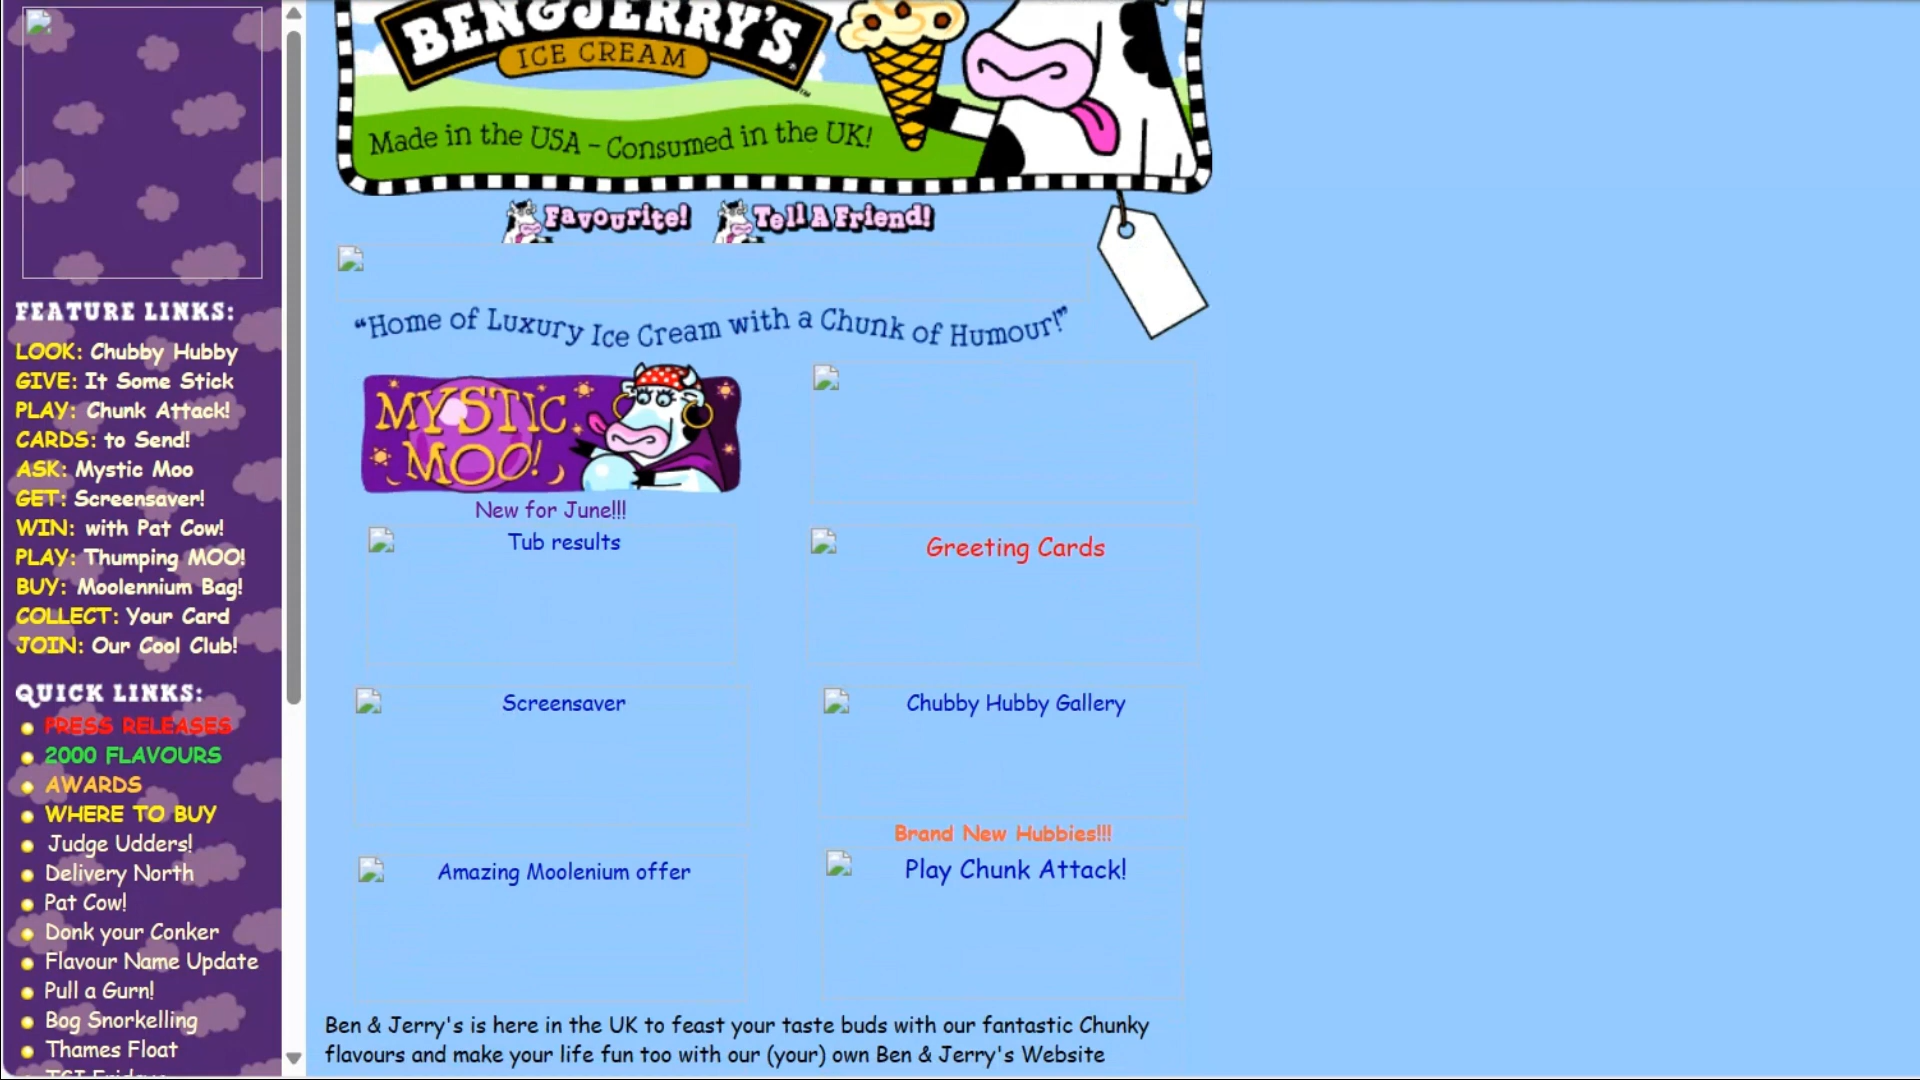 FEATURE LINKS:
LOOK: Chubby Hubby
GIVE: It Some Stick
PLAY: Chunk Attack!
CARDS: to Send!
ASK: Mystic Moo
GET: Screensaver!
WIN: with Pat Cow!
PLAY: Thumping MOO!
BUY: Moolennium Bag!
COLLECT: Your Card
JOIN: Our Cool Club!
QUICK LINKS:
PRESS RELEASES
2000 FLAVOURS
AWARDS
WHERE TO BUY
Judge Udders!
Delivery North
Pat Cow!
Donk your Conker
Flavour Name Update
Pull a Gurn!
Bog Snorkelling
Thames Float
TGI Fridays
BEN&JERRY'S
ICE CREAM
Made in the USA - Consumed in the UK!
Favourite! Tell A Friend!
"Home of Luxury Ice Cream with a Chunk of Humour!"
MYSTIC
MOO!
New for June!!!
Tub results
Greeting Cards
Screensaver
Chubby Hubby Gallery
Brand New Hubbies!!!
Amazing Moolenium offer
Play Chunk Attack!
Ben & Jerry's is here in the UK to feast your taste buds with our fantastic Chunky
flavours and make your life fun too with our (your) own Ben & Jerry's Website